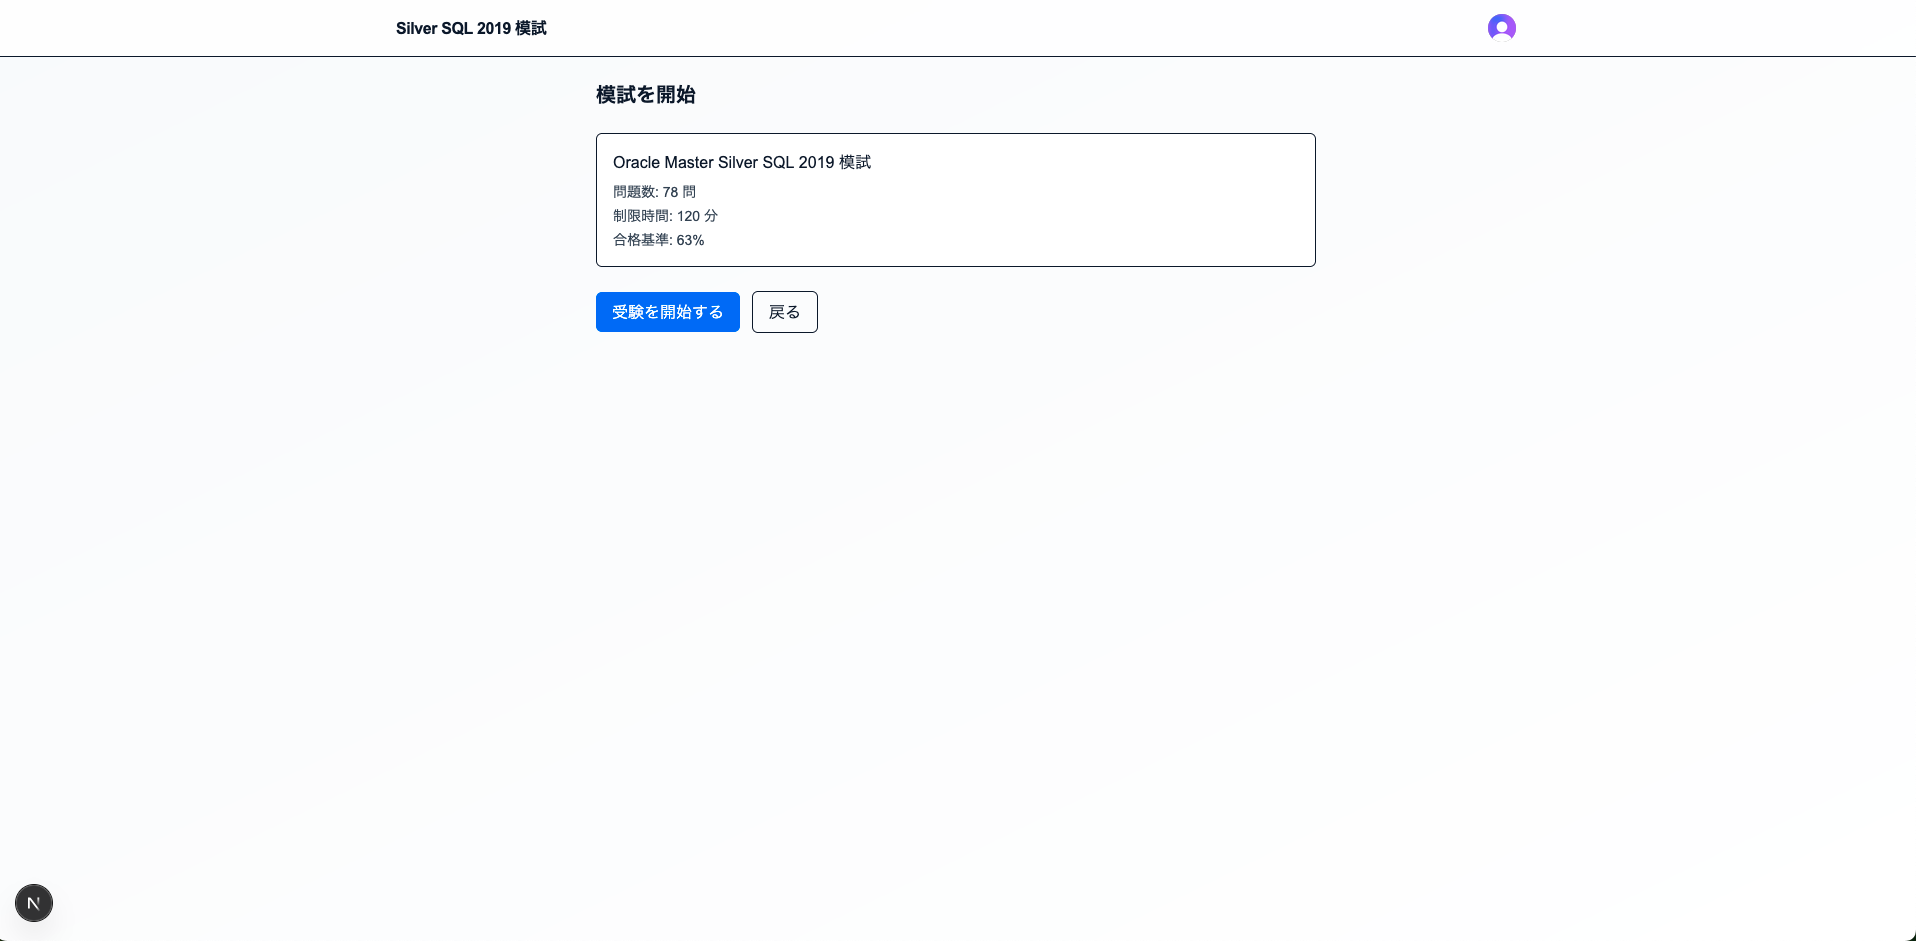 Silver SQL 2019 模試
模試を開始
Oracle Master Silver SQL 2019 模試
問題数: 78 問
制限時間: 120 分
合格基準: 63%
受験を開始する
戻る
N